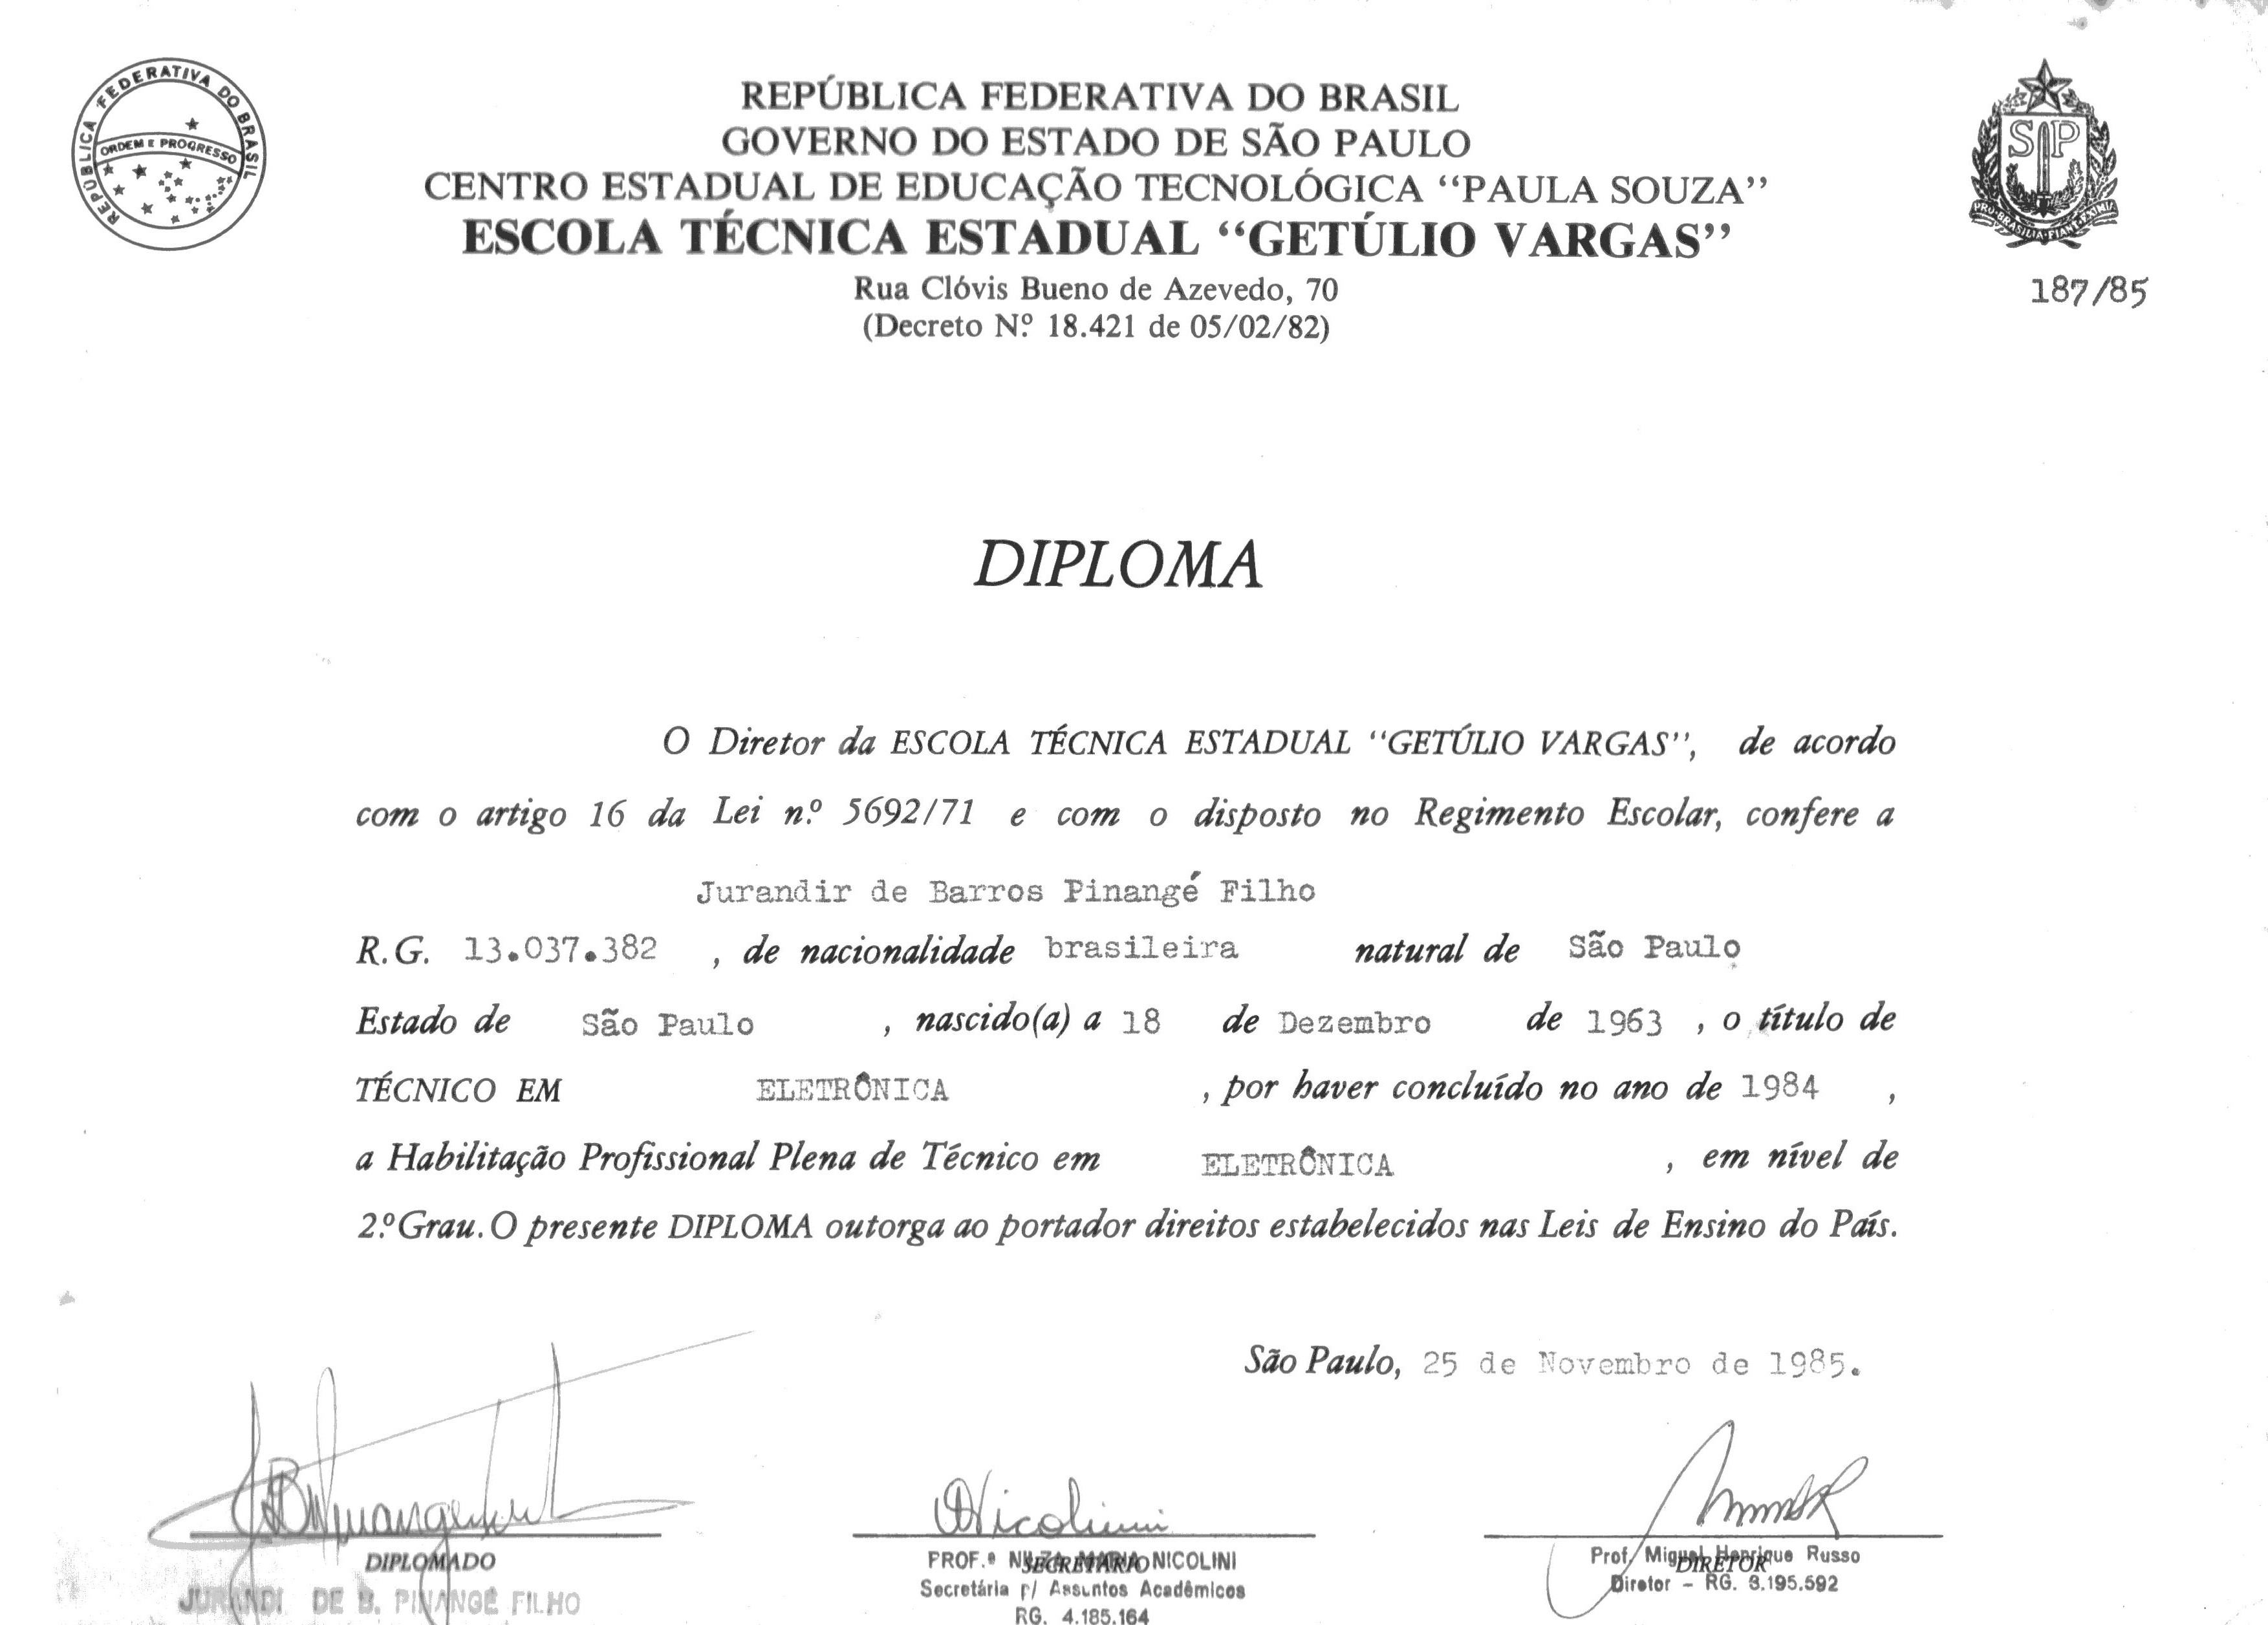 REPÚBLICA FEDERATIVA DO BRASIL
ORDEM E PROGRESSO
REPÚBLICA FEDERATIVA DO BRASIL
GOVERNO DO ESTADO DE SÃO PAULO
CENTRO ESTADUAL DE EDUCAÇÃO TECNOLÓGICA “PAULA SOUZA”
ESCOLA TÉCNICA ESTADUAL “GETÚLIO VARGAS”
Rua Clóvis Bueno de Azevedo, 70
(Decreto N.º 18.421 de 05/02/82)
SP
PRO·BRASILIA·FIANT·EXIMIA
187/85
DIPLOMA
O Diretor da ESCOLA TÉCNICA ESTADUAL “GETÚLIO VARGAS”, de acordo
com o artigo 16 da Lei n.º 5692/71 e com o disposto no Regimento Escolar, confere a
Jurandir de Barros Pinangé Filho
R.G. 13.037.382 , de nacionalidade brasileira natural de São Paulo
Estado de São Paulo , nascido(a) a 18 de Dezembro de 1963 , o título de
TÉCNICO EM ELETRÔNICA , por haver concluído no ano de 1984 ,
a Habilitação Profissional Plena de Técnico em ELETRÔNICA , em nível de
2.º Grau. O presente DIPLOMA outorga ao portador direitos estabelecidos nas Leis de Ensino do País.
São Paulo, 25 de Novembro de 1985.
DIPLOMADO
JURANDI DE B. PINANGÉ FILHO
Nicolini
PROF.ª NILZA MARIA NICOLINI
SECRETÁRIO
Secretária p/ Assuntos Acadêmicos
RG. 4.185.164
Prof. Miguel Henrique Russo
DIRETOR
Diretor - RG. 3.195.592